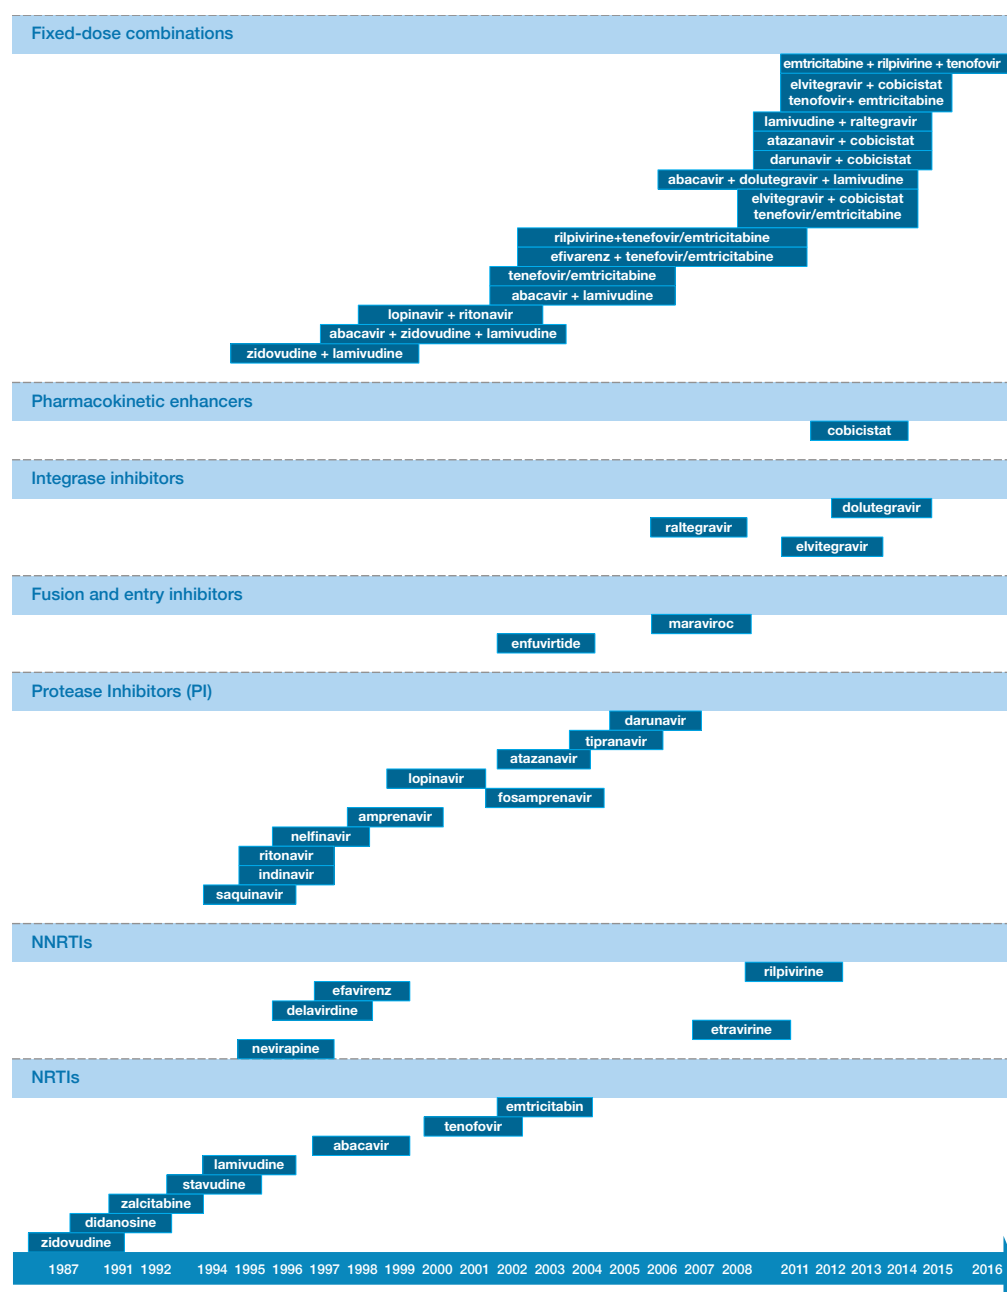 Fixed-dose combinations
emtricitabine + rilpivirine + tenofovir
elvitegravir + cobicistat
tenofovir+ emtricitabine
lamivudine + raltegravir
atazanavir + cobicistat
darunavir + cobicistat
abacavir + dolutegravir + lamivudine
elvitegravir + cobicistat
tenefovir/emtricitabine
rilpivirine+tenefovir/emtricitabine
efivarenz + tenefovir/emtricitabine
tenefovir/emtricitabine
abacavir + lamivudine
lopinavir + ritonavir
abacavir + zidovudine + lamivudine
zidovudine + lamivudine
Pharmacokinetic enhancers
cobicistat
Integrase inhibitors
dolutegravir
raltegravir
elvitegravir
Fusion and entry inhibitors
maraviroc
enfuvirtide
Protease Inhibitors (PI)
darunavir
tipranavir
atazanavir
lopinavir
fosamprenavir
amprenavir
nelfinavir
ritonavir
indinavir
saquinavir
NNRTIs
rilpivirine
efavirenz
delavirdine
etravirine
nevirapine
NRTIs
emtricitabin
tenofovir
abacavir
lamivudine
stavudine
zalcitabine
didanosine
zidovudine
1987 1991 1992 1994 1995 1996 1997 1998 1999 2000 2001 2002 2003 2004 2005 2006 2007 2008 2011 2012 2013 2014 2015 2016